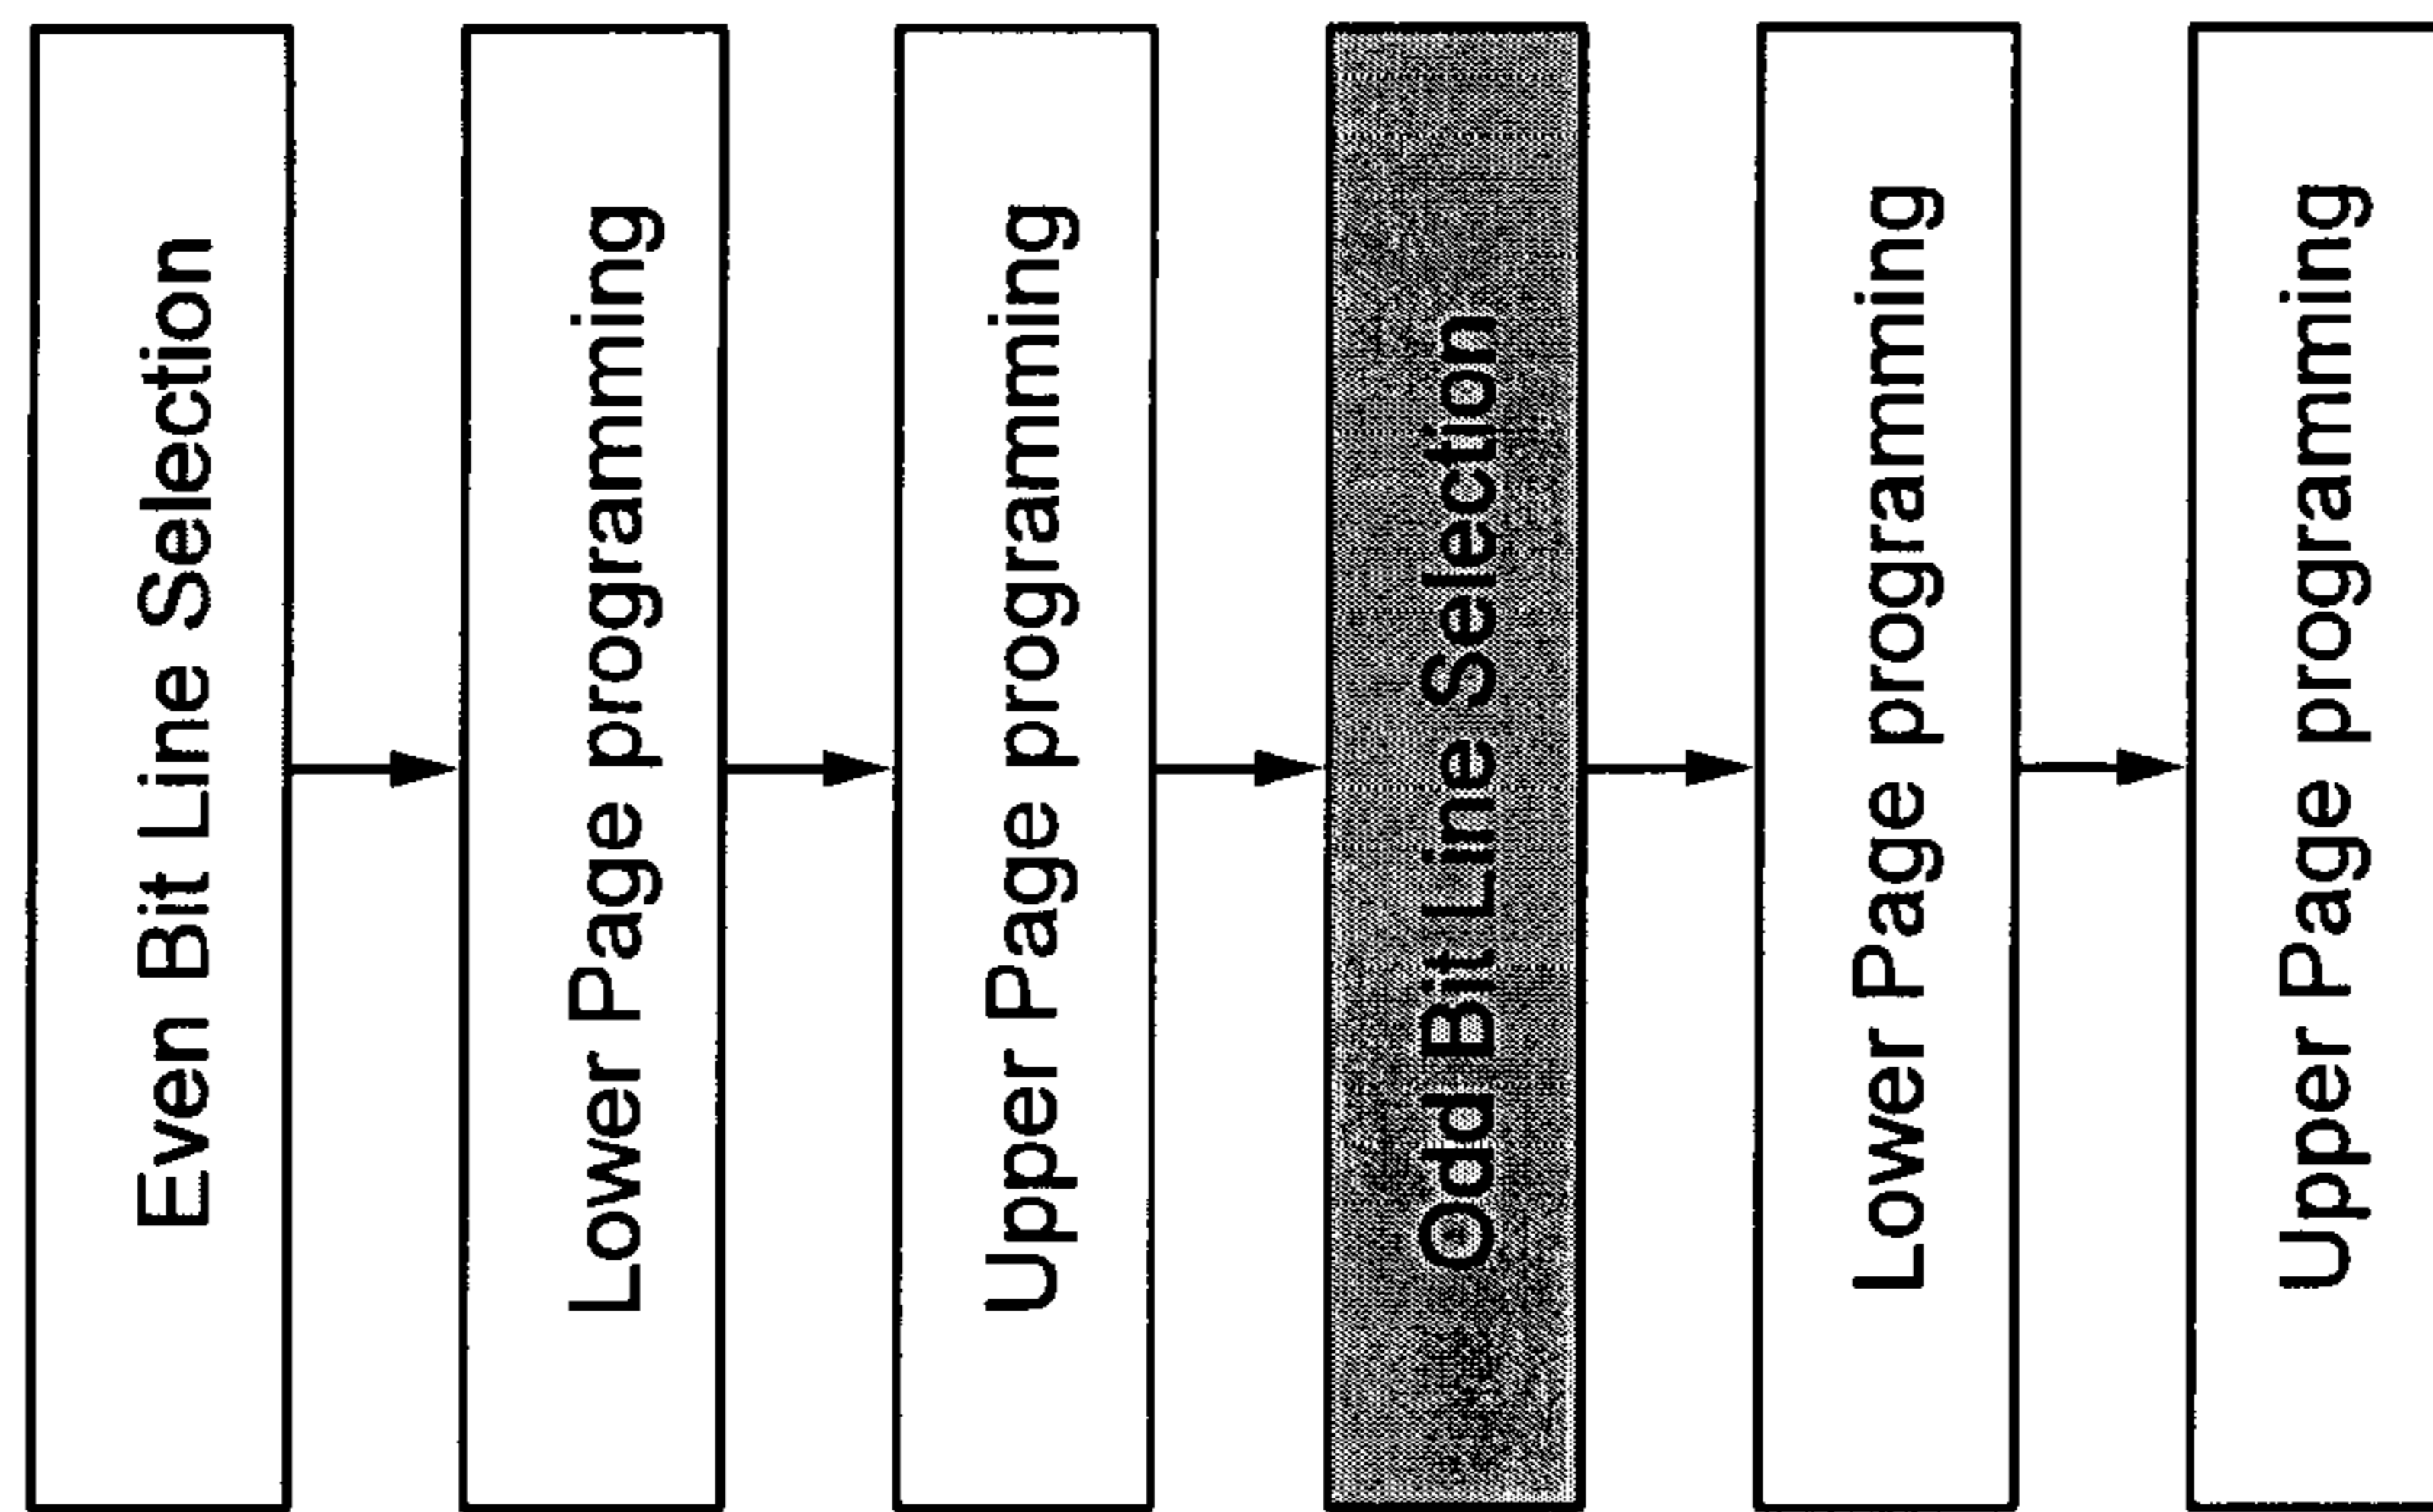 Even Bit Line Selection
Lower Page programming
Upper Page programming
Odd Bit Line Selection
Lower Page programming
Upper Page programming